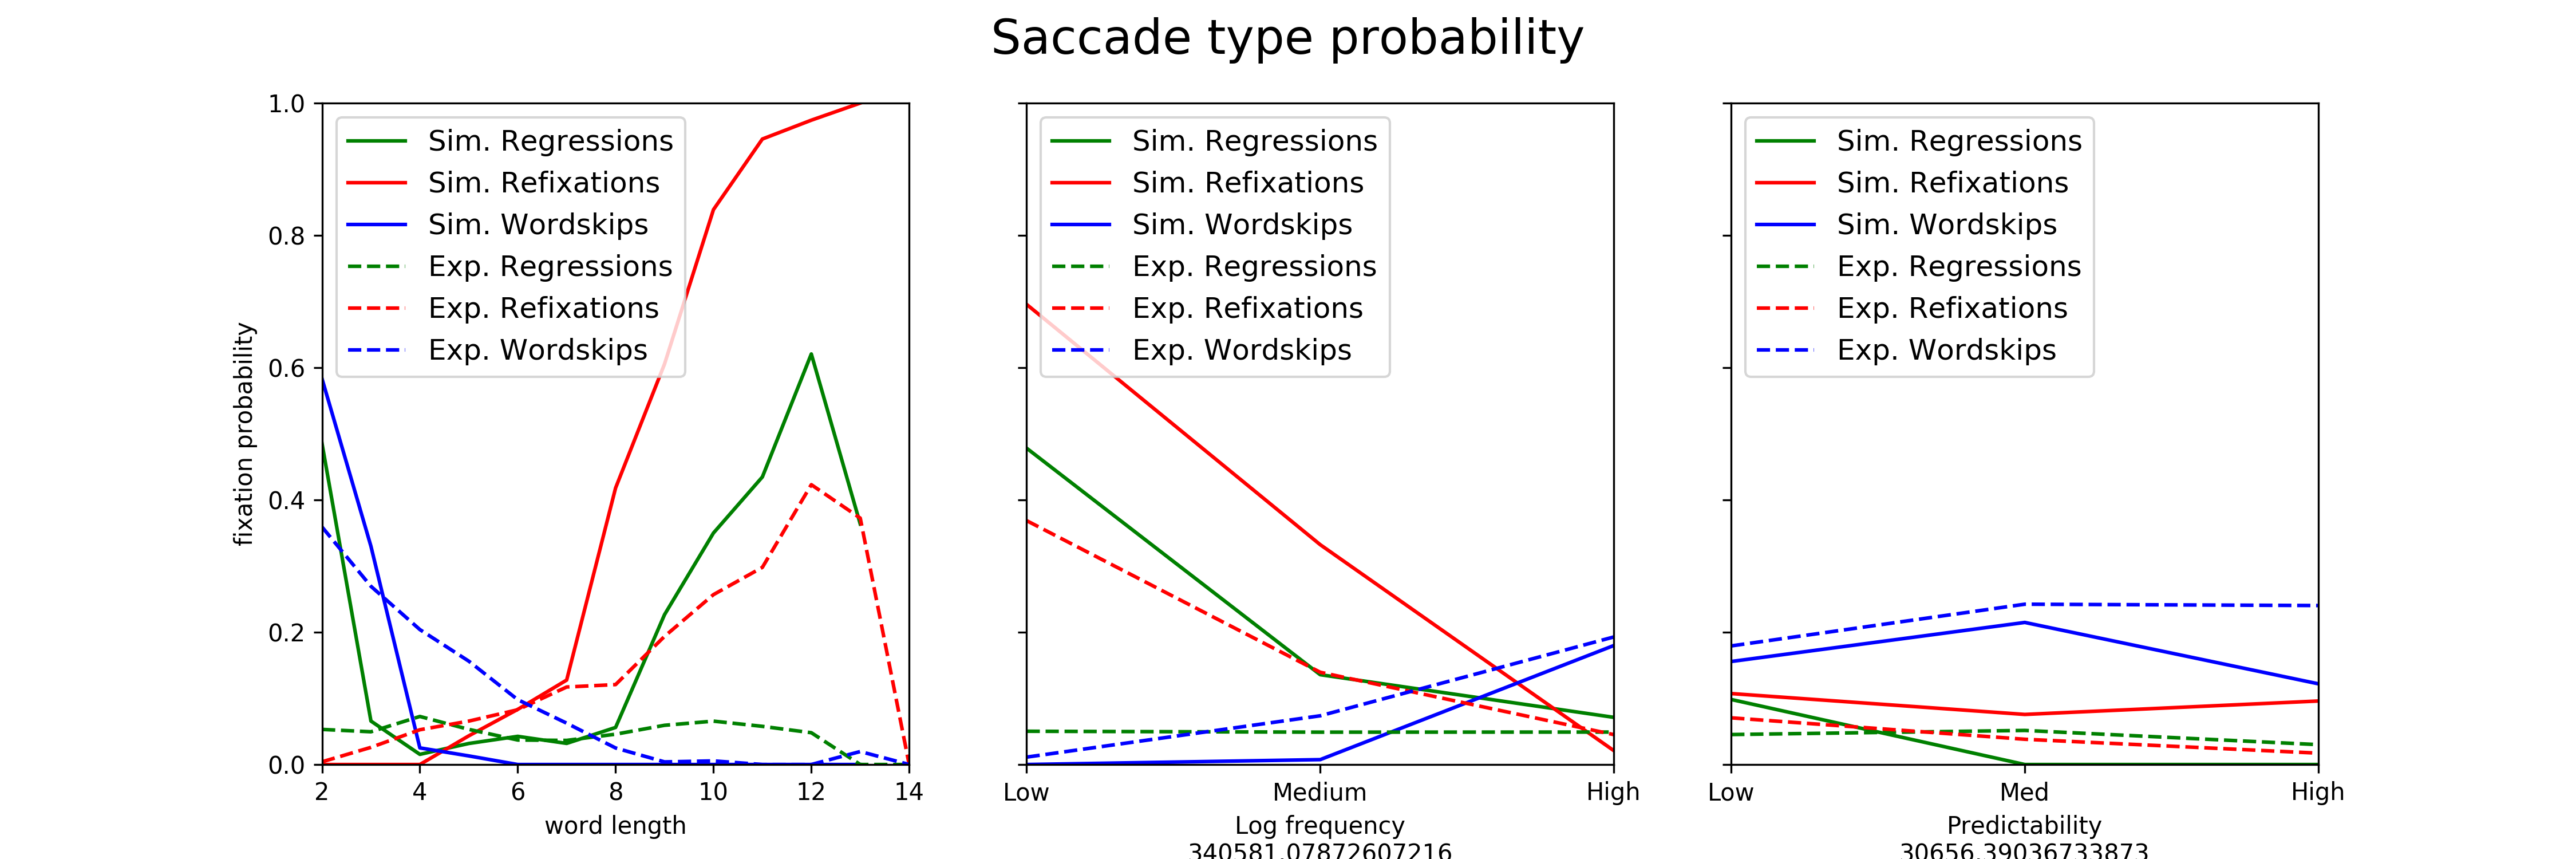 Saccade type probability
1.0
0.8
0.6
0.4
0.2
0.0
fixation probability
Sim. Regressions
Sim. Refixations
Sim. Wordskips
Exp. Regressions
Exp. Refixations
Exp. Wordskips
2 4 6 8 10 12 14
word length
Sim. Regressions
Sim. Refixations
Sim. Wordskips
Exp. Regressions
Exp. Refixations
Exp. Wordskips
Low Medium High
Log frequency
340581.07872607216
Sim. Regressions
Sim. Refixations
Sim. Wordskips
Exp. Regressions
Exp. Refixations
Exp. Wordskips
Low Med High
Predictability
30656.39036733873